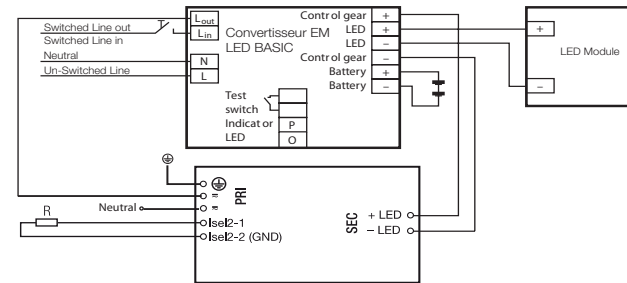 Switched Line out
Switched Line in
Neutral
Un-Switched Line
Lout
Lin
N
L
Convertisseur EM
LED BASIC
Control gear +
LED +
LED −
Control gear −
Battery +
Battery −
Test
switch
Indicator
LED
P
O
+
LED Module
−
PRI
Neutral
R
Isel2-1
Isel2-2 (GND)
SEC
+ LED
− LED